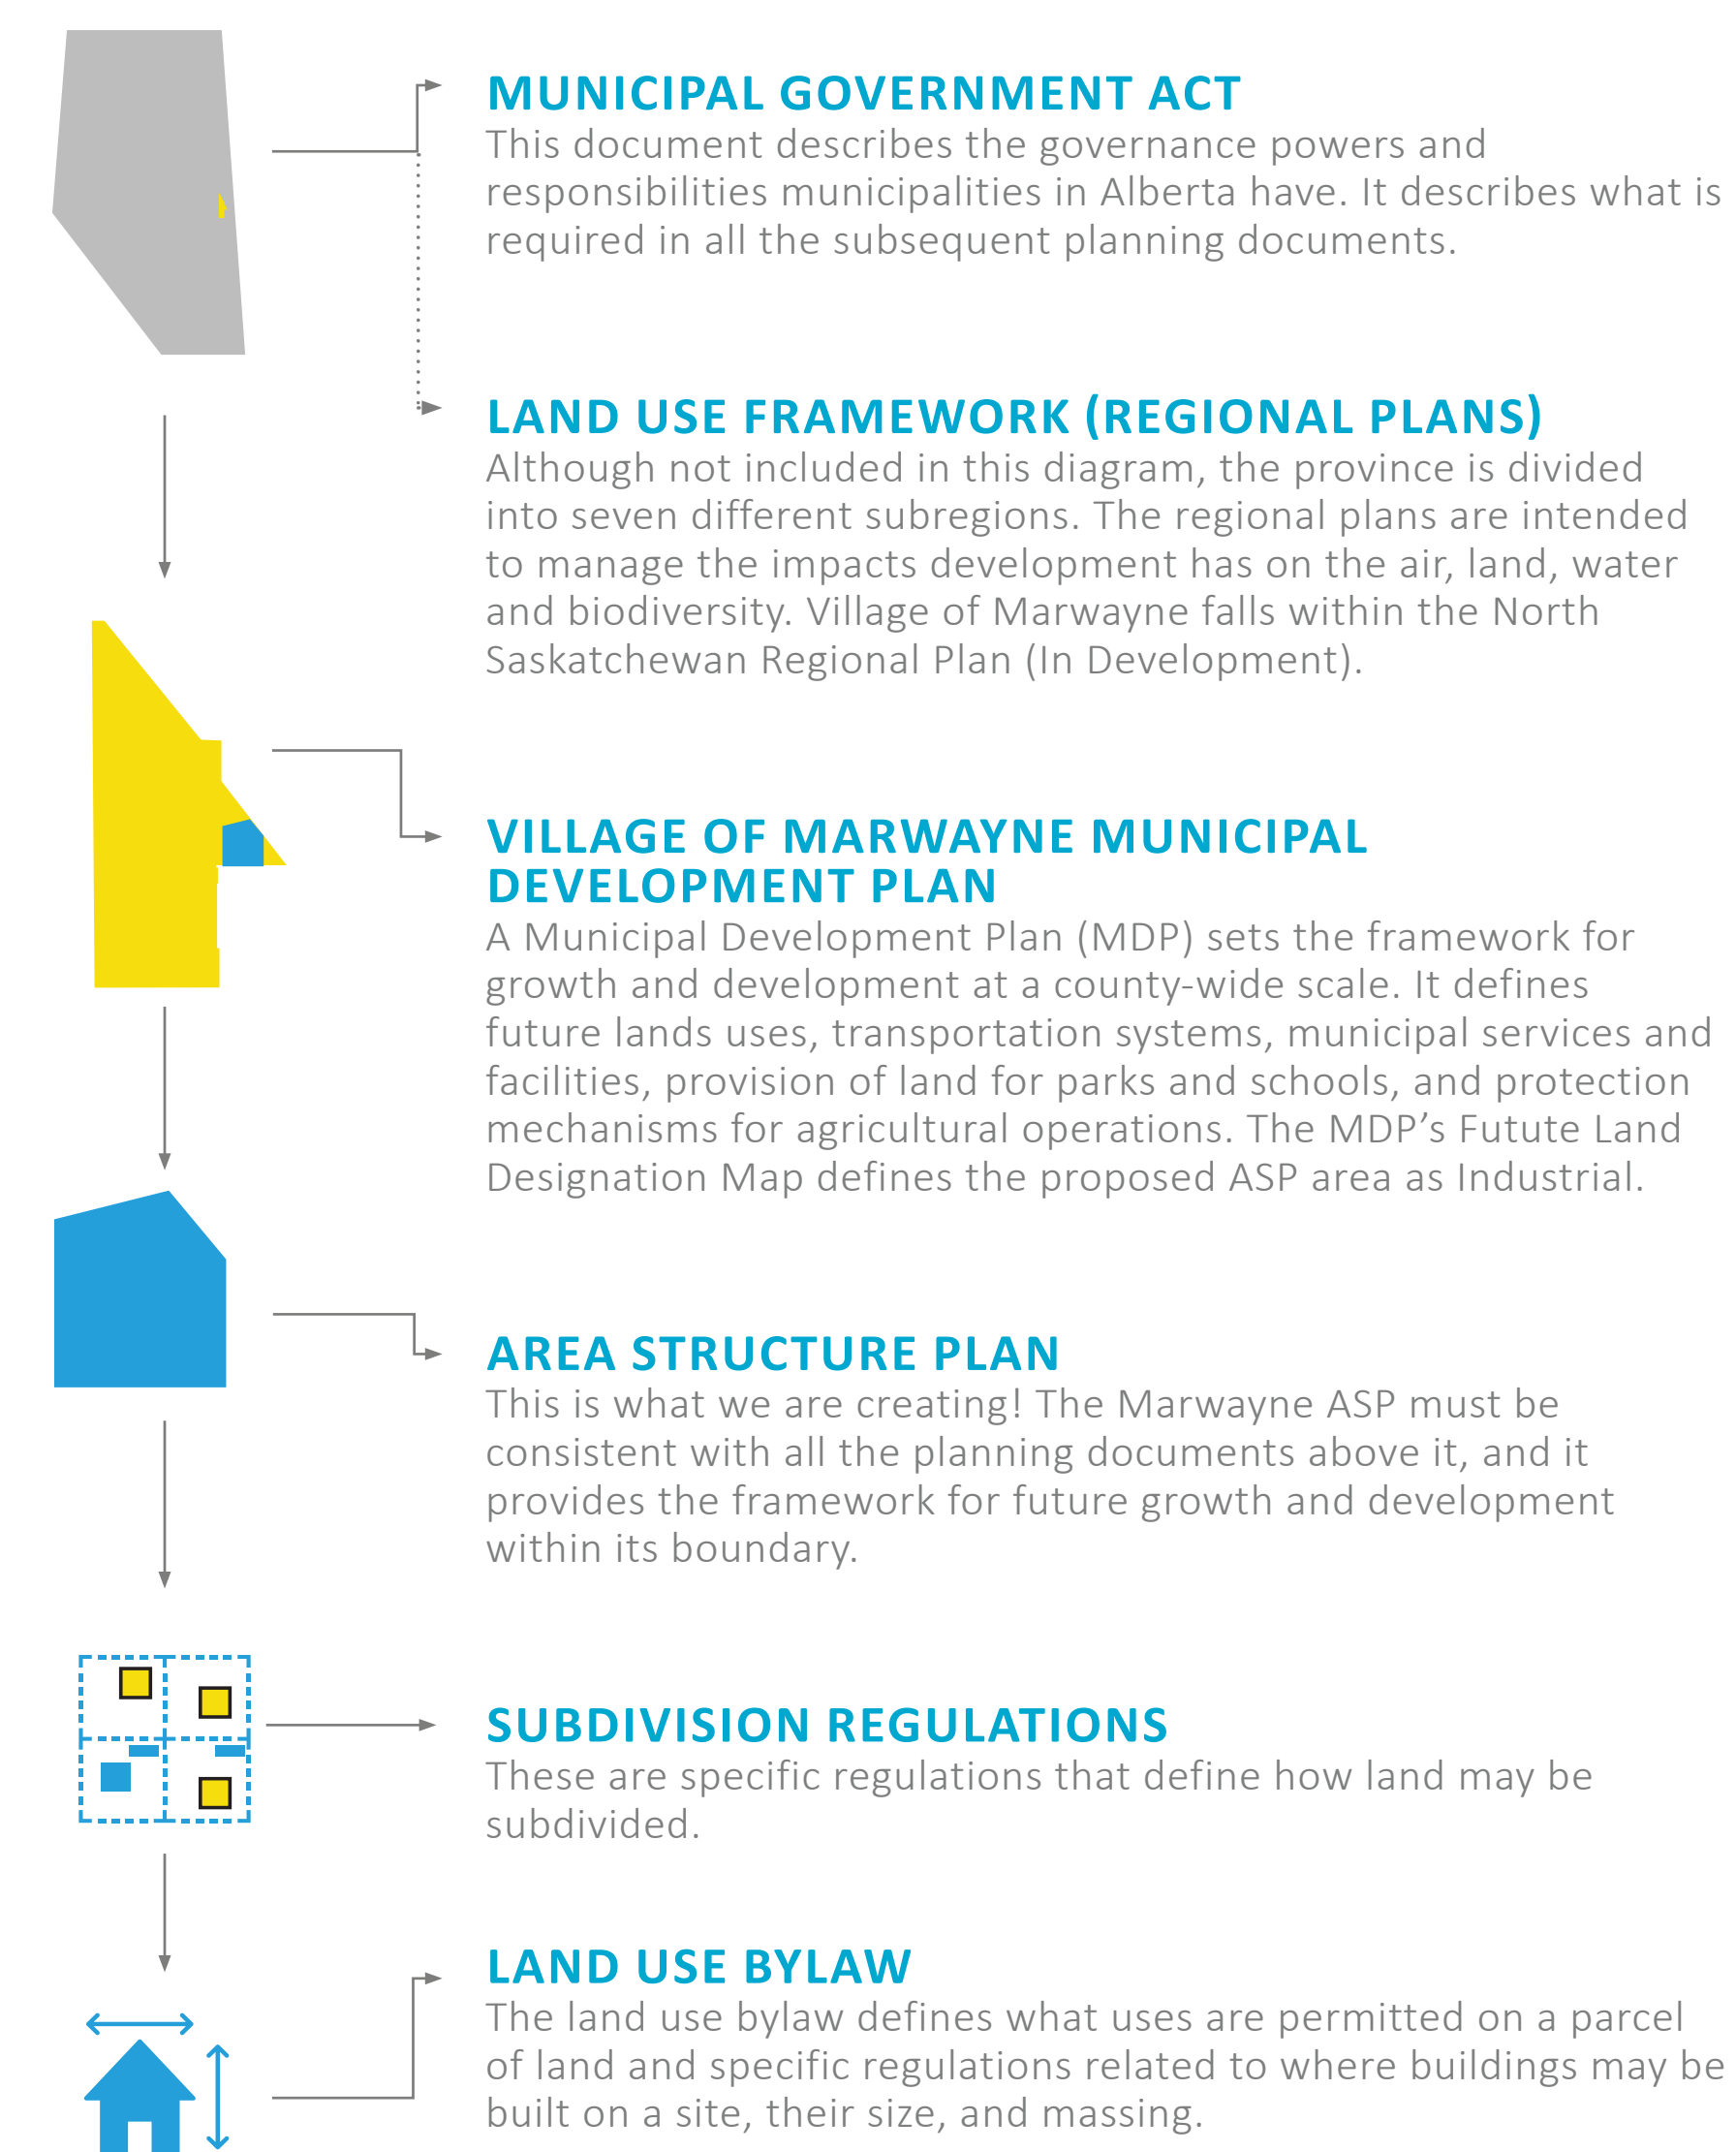 MUNICIPAL GOVERNMENT ACT
This document describes the governance powers and
responsibilities municipalities in Alberta have. It describes what is
required in all the subsequent planning documents.
LAND USE FRAMEWORK (REGIONAL PLANS)
Although not included in this diagram, the province is divided
into seven different subregions. The regional plans are intended
to manage the impacts development has on the air, land, water
and biodiversity. Village of Marwayne falls within the North
Saskatchewan Regional Plan (In Development).
VILLAGE OF MARWAYNE MUNICIPAL
DEVELOPMENT PLAN
A Municipal Development Plan (MDP) sets the framework for
growth and development at a county-wide scale. It defines
future lands uses, transportation systems, municipal services and
facilities, provision of land for parks and schools, and protection
mechanisms for agricultural operations. The MDP’s Futute Land
Designation Map defines the proposed ASP area as Industrial.
AREA STRUCTURE PLAN
This is what we are creating! The Marwayne ASP must be
consistent with all the planning documents above it, and it
provides the framework for future growth and development
within its boundary.
SUBDIVISION REGULATIONS
These are specific regulations that define how land may be
subdivided.
LAND USE BYLAW
The land use bylaw defines what uses are permitted on a parcel
of land and specific regulations related to where buildings may be
built on a site, their size, and massing.